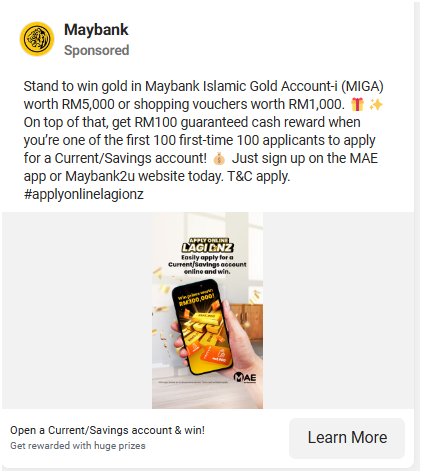 Maybank
Sponsored
Stand to win gold in Maybank Islamic Gold Account-i (MIGA)
worth RM5,000 or shopping vouchers worth RM1,000. 🎁 ✨
On top of that, get RM100 guaranteed cash reward when
you're one of the first 100 first-time 100 applicants to apply
for a Current/Savings account! 💰 Just sign up on the MAE
app or Maybank2u website today. T&C apply.
#applyonlinelagionz
APPLY ONLINE
LAGI ONZ
Easily apply for a
Current/Savings account
online and win.
Win prizes worth
RM300,000!
MAE
Open a Current/Savings account & win!
Get rewarded with huge prizes
Learn More